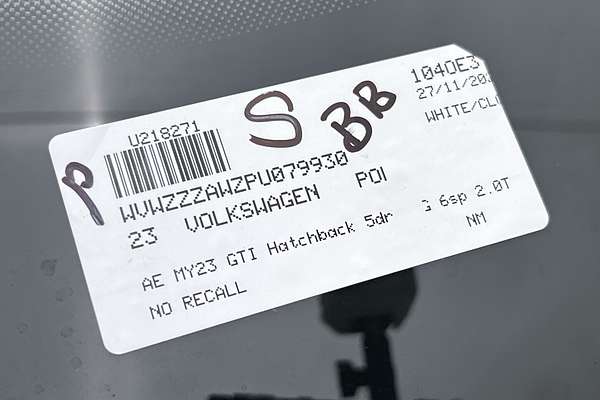 P S BB
U218271
1040E3
27/11/202
WHITE/CL
WVWZZZAWZPU079930
23 VOLKSWAGEN POl
AE MY23 GTI Hatchback 5dr G 6sp 2.0T
NO RECALL NM